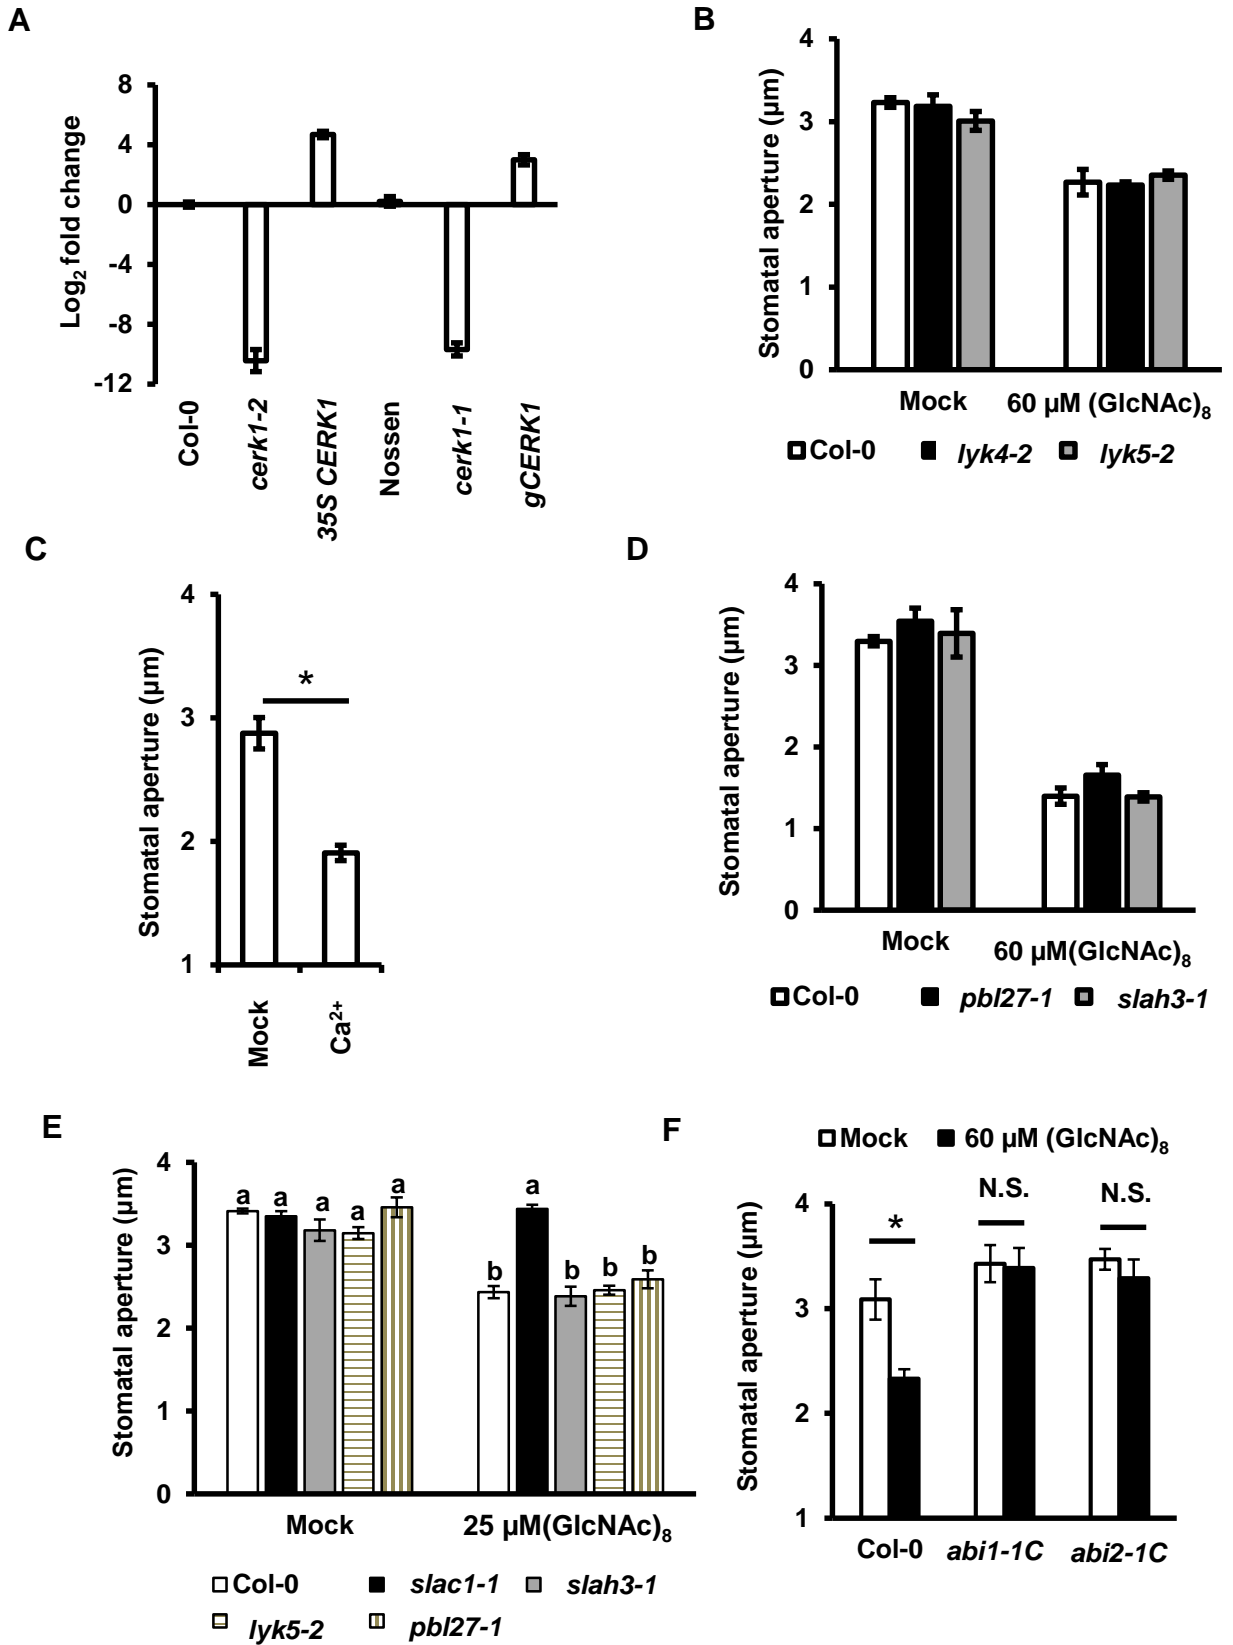 A
8
4
0
-4
-8
-12
Log2 fold change
Col-0
cerk1-2
35S CERK1
Nossen
cerk1-1
gCERK1
B
4
3
2
1
0
Stomatal aperture (µm)
Mock
60 µM (GlcNAc)8
Col-0 lyk4-2 lyk5-2
C
4
3
2
1
Stomatal aperture (µm)
*
Mock
Ca2+
D
4
3
2
1
0
Stomatal aperture (µm)
Mock
60 µM(GlcNAc)8
Col-0 pbl27-1 slah3-1
E
4
3
2
1
0
Stomatal aperture (µm)
a a a a a
b a b b b
Mock
25 µM(GlcNAc)8
Col-0 slac1-1 slah3-1
lyk5-2 pbl27-1
F
Mock 60 µM (GlcNAc)8
4
3
2
1
Stomatal aperture (µm)
* N.S. N.S.
Col-0 abi1-1C abi2-1C